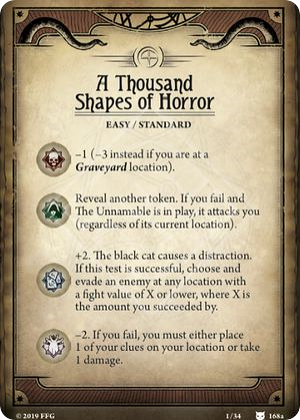 A Thousand
Shapes of Horror
EASY / STANDARD
–1 (–3 instead if you are at a
Graveyard location).
Reveal another token. If you fail and
The Unnamable is in play, it attacks you
(regardless of its current location).
+2. The black cat causes a distraction.
If this test is successful, choose and
evade an enemy at any location with
a fight value of X or lower, where X is
the amount you succeeded by.
–2. If you fail, you must either place
1 of your clues on your location or take
1 damage.
© 2019 FFG
1/34
168a